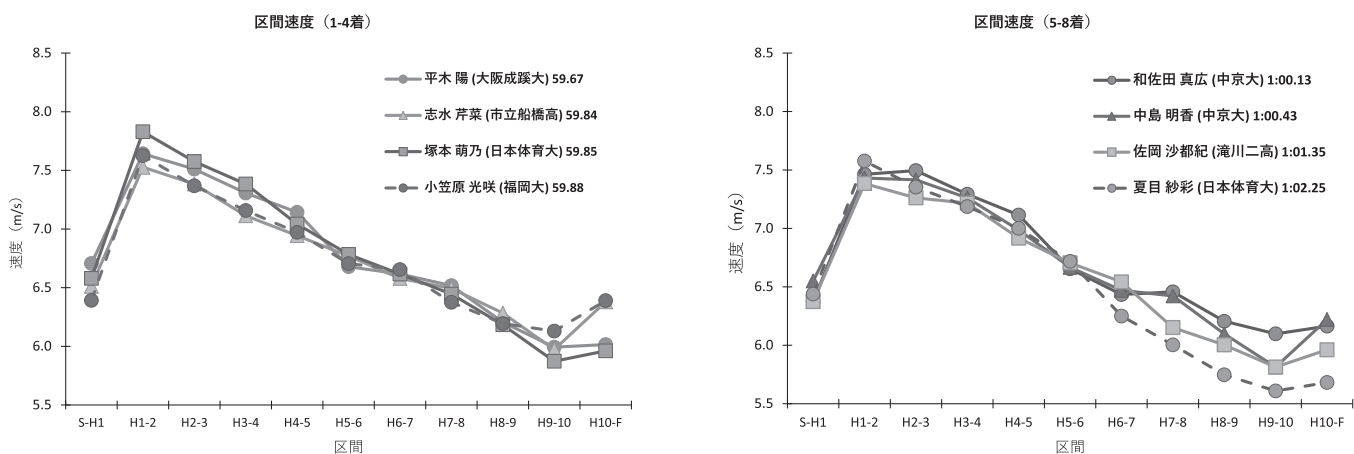 区間速度（1-4着）
8.5
8.0
7.5
7.0
6.5
6.0
5.5
速度（m/s）
平木 陽 (大阪成蹊大) 59.67
志水 芹菜 (市立船橋高) 59.84
塚本 萌乃 (日本体育大) 59.85
小笠原 光咲 (福岡大) 59.88
S-H1 H1-2 H2-3 H3-4 H4-5 H5-6 H6-7 H7-8 H8-9 H9-10 H10-F
区間
区間速度（5-8着）
8.5
8.0
7.5
7.0
6.5
6.0
5.5
速度（m/s）
和佐田 真広 (中京大) 1:00.13
中島 明香 (中京大) 1:00.43
佐岡 沙都紀 (滝川二高) 1:01.35
夏目 紗彩 (日本体育大) 1:02.25
S-H1 H1-2 H2-3 H3-4 H4-5 H5-6 H6-7 H7-8 H8-9 H9-10 H10-F
区間